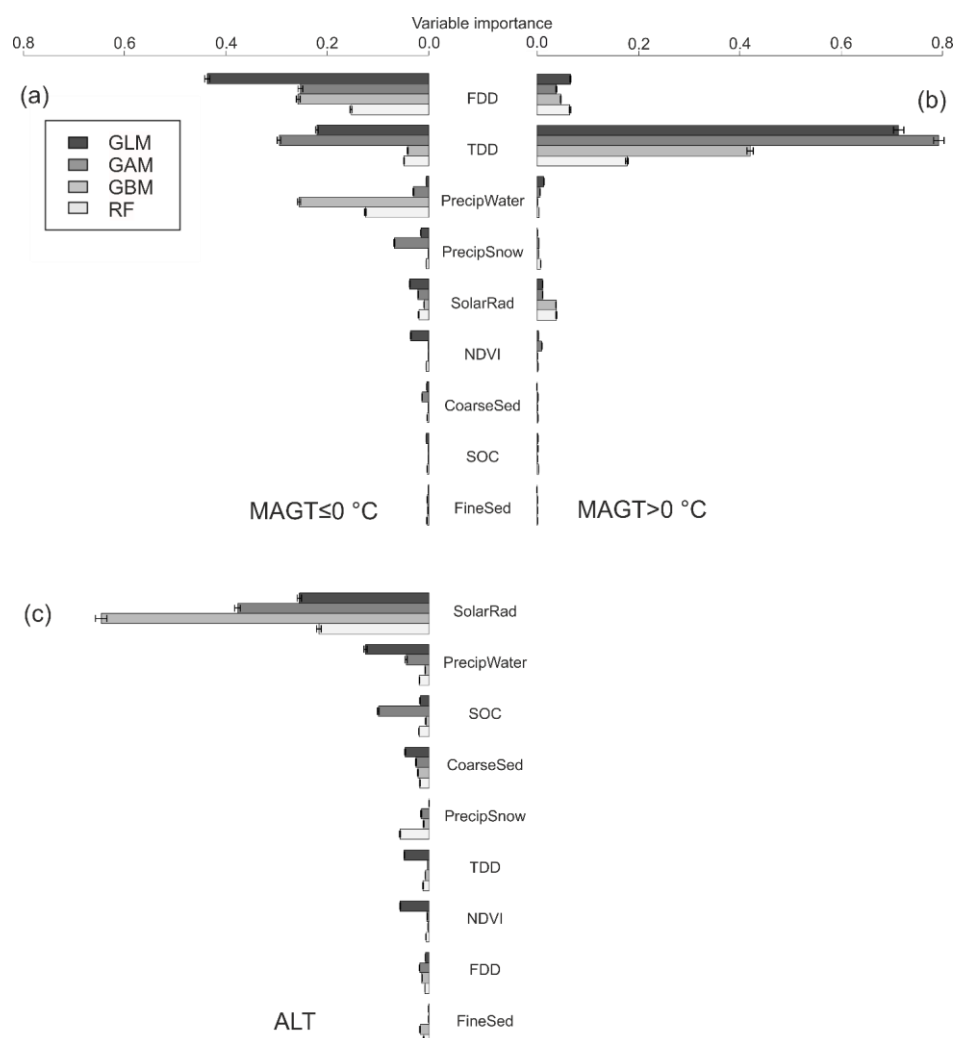 Variable importance
0.8 0.6 0.4 0.2 0.0 0.0 0.2 0.4 0.6 0.8
(a)
(b)
GLM
GAM
GBM
RF
FDD
TDD
PrecipWater
PrecipSnow
SolarRad
NDVI
CoarseSed
SOC
FineSed
MAGT≤0 °C
MAGT>0 °C
(c)
SolarRad
PrecipWater
SOC
CoarseSed
PrecipSnow
TDD
NDVI
FDD
FineSed
ALT